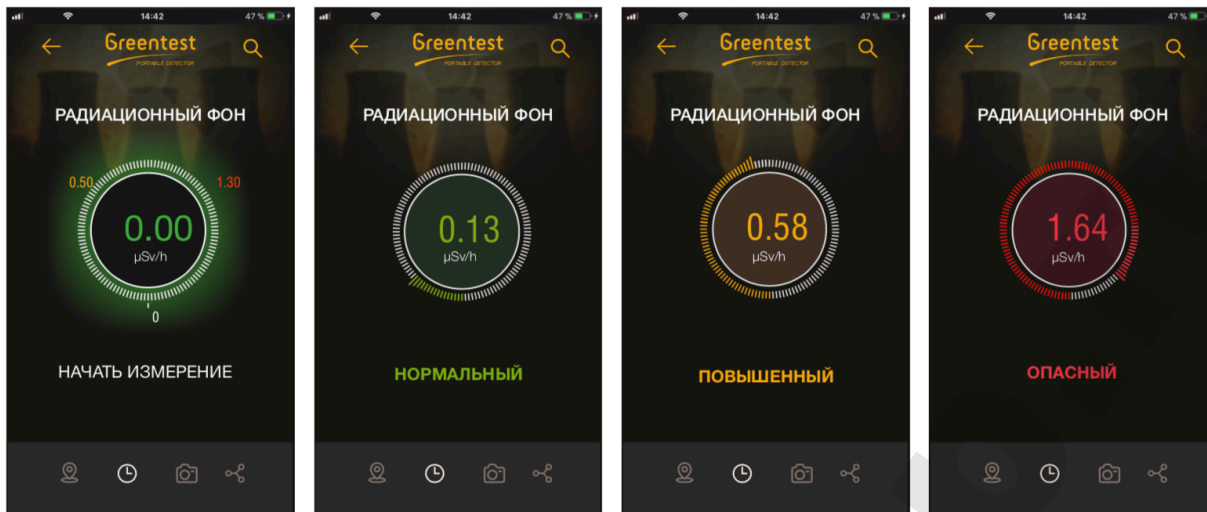 14:42
47 %
Greentest
PORTABLE DETECTOR
РАДИАЦИОННЫЙ ФОН
0.50
1.30
0.00
µSv/h
0
НАЧАТЬ ИЗМЕРЕНИЕ
14:42
47 %
Greentest
PORTABLE DETECTOR
РАДИАЦИОННЫЙ ФОН
0.13
µSv/h
НОРМАЛЬНЫЙ
14:42
47 %
Greentest
PORTABLE DETECTOR
РАДИАЦИОННЫЙ ФОН
0.58
µSv/h
ПОВЫШЕННЫЙ
14:42
47 %
Greentest
PORTABLE DETECTOR
РАДИАЦИОННЫЙ ФОН
1.64
µSv/h
ОПАСНЫЙ